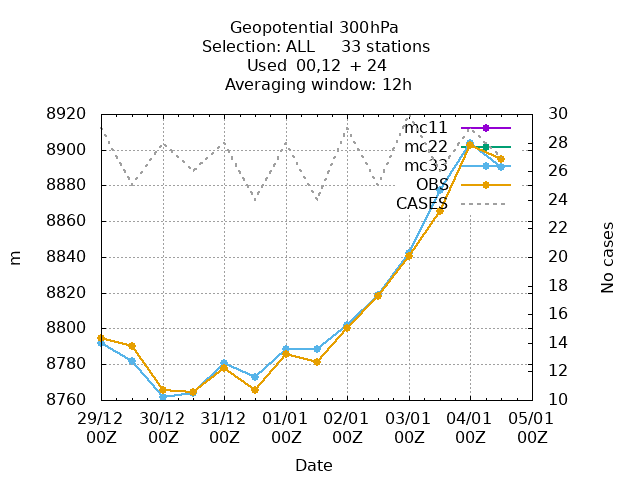 Geopotential 300hPa
Selection: ALL 33 stations
Used 00,12 + 24
Averaging window: 12h
8920 30
mc11
mc22
mc33
OBS
CASES
8900 28
8880 26
8860 24
8840 22
8820 20
8800 18
8780 16
8760 14
12
10
m
No cases
29/12 30/12 31/12 01/01 02/01 03/01 04/01 05/01
00Z 00Z 00Z 00Z 00Z 00Z 00Z 00Z
Date